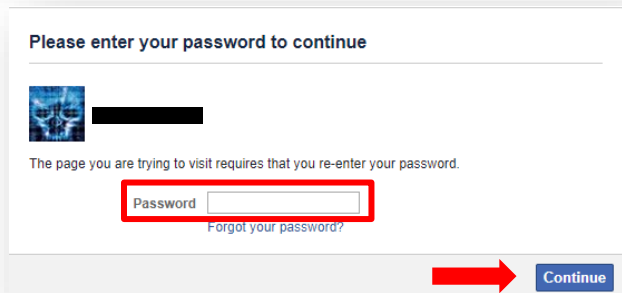 Please enter your password to continue
The page you are trying to visit requires that you re-enter your password.
Password
Forgot your password?
Continue